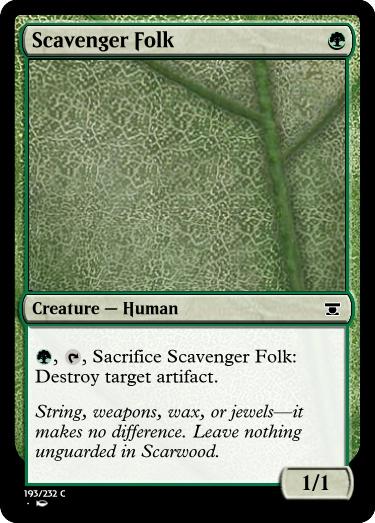 Scavenger Folk
Creature — Human
, , Sacrifice Scavenger Folk:
Destroy target artifact.
String, weapons, wax, or jewels—it
makes no difference. Leave nothing
unguarded in Scarwood.
1/1
193/232 C